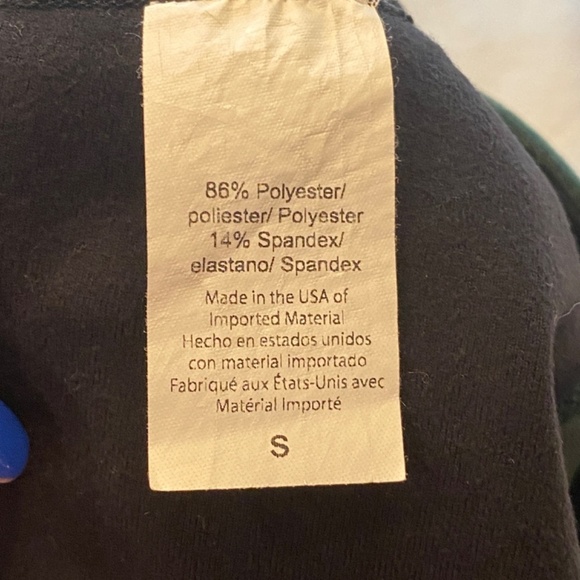 86% Polyester/
poliester/ Polyester
14% Spandex/
elastano/ Spandex
Made in the USA of
Imported Material
Hecho en estados unidos
con material importado
Fabriqué aux États-Unis avec
Matérial Importé
S